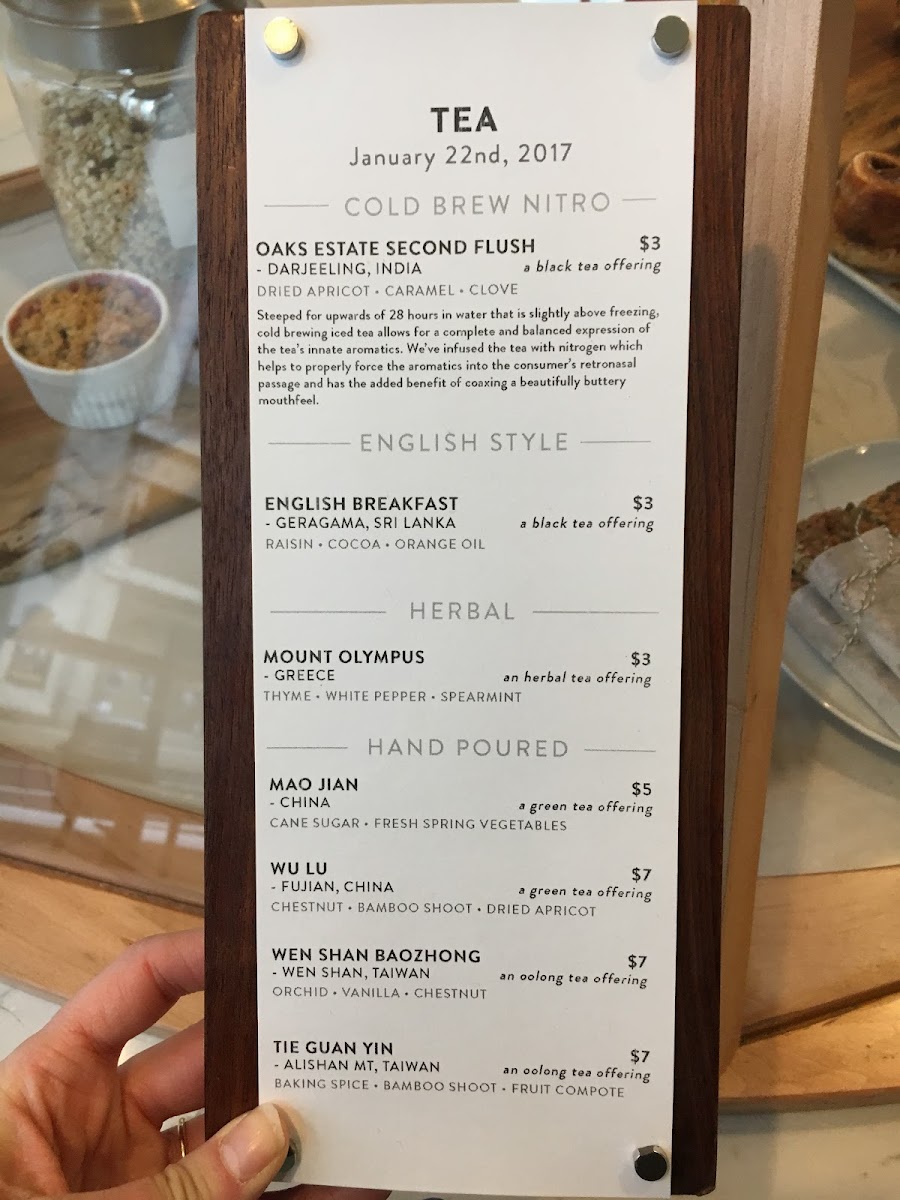 TEA
January 22nd, 2017
COLD BREW NITRO
OAKS ESTATE SECOND FLUSH $3
- DARJEELING, INDIA a black tea offering
DRIED APRICOT • CARAMEL • CLOVE
Steeped for upwards of 28 hours in water that is slightly above freezing,
cold brewing iced tea allows for a complete and balanced expression of
the tea's innate aromatics. We've infused the tea with nitrogen which
helps to properly force the aromatics into the consumer's retronasal
passage and has the added benefit of coaxing a beautifully buttery
mouthfeel.
ENGLISH STYLE
ENGLISH BREAKFAST $3
- GERAGAMA, SRI LANKA a black tea offering
RAISIN • COCOA • ORANGE OIL
HERBAL
MOUNT OLYMPUS $3
- GREECE an herbal tea offering
THYME • WHITE PEPPER • SPEARMINT
HAND POURED
MAO JIAN $5
- CHINA a green tea offering
CANE SUGAR • FRESH SPRING VEGETABLES
WU LU $7
- FUJIAN, CHINA a green tea offering
CHESTNUT • BAMBOO SHOOT • DRIED APRICOT
WEN SHAN BAOZHONG $7
- WEN SHAN, TAIWAN an oolong tea offering
ORCHID • VANILLA • CHESTNUT
TIE GUAN YIN $7
- ALISHAN MT, TAIWAN an oolong tea offering
BAKING SPICE • BAMBOO SHOOT • FRUIT COMPOTE